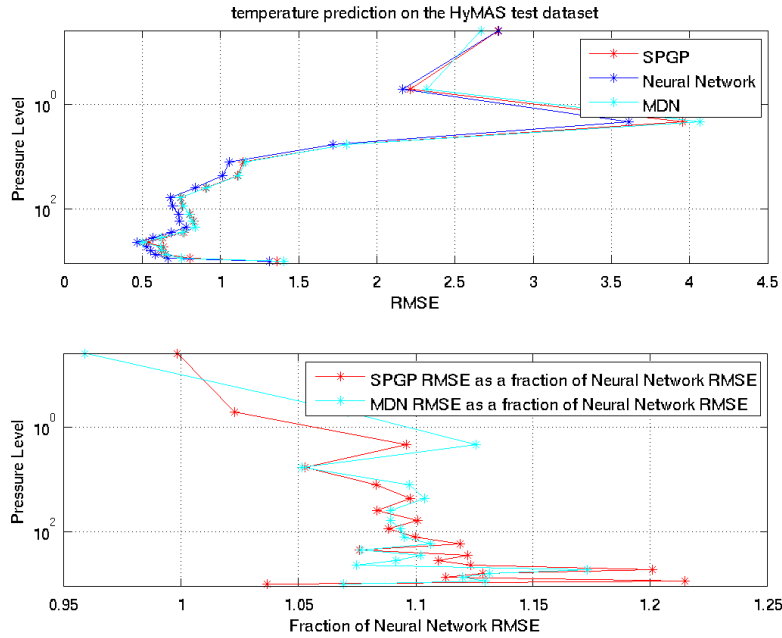 temperature prediction on the HyMAS test dataset
Pressure Level
10^0
10^2
SPGP
Neural Network
MDN
0 0.5 1 1.5 2 2.5 3 3.5 4 4.5
RMSE
Pressure Level
10^0
10^2
SPGP RMSE as a fraction of Neural Network RMSE
MDN RMSE as a fraction of Neural Network RMSE
0.95 1 1.05 1.1 1.15 1.2 1.25
Fraction of Neural Network RMSE